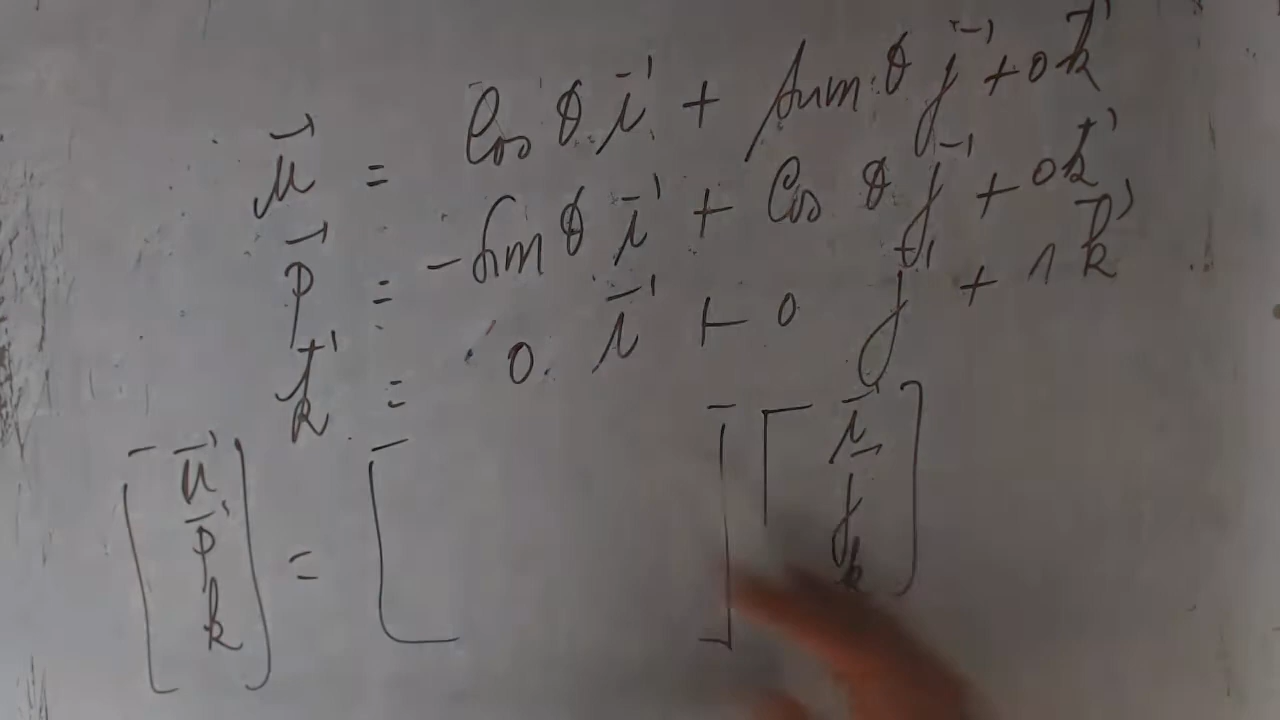 u⃗ = Cos θ i⃗ + sin θ j⃗ + 0 k⃗
p⃗ = -sin θ i⃗ + Cos θ j⃗ + 0 k⃗
k⃗ = 0. i⃗ + 0 j⃗ + 1 k⃗
[ u⃗ ] = [ ] [ i⃗ ]
[ p⃗ ] [ j⃗ ]
[ k ] [ k ]